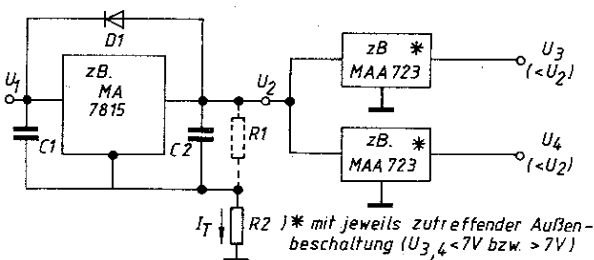 D1
U1
zB.
MA
7815
C1
C2
R1
U2
zB. *
MAA 723
U3
(<U2)
zB. *
MAA 723
U4
(<U2)
IT
R2
)* mit jeweils zutreffender Außen-
beschaltung (U3,4 <7V bzw. >7V)